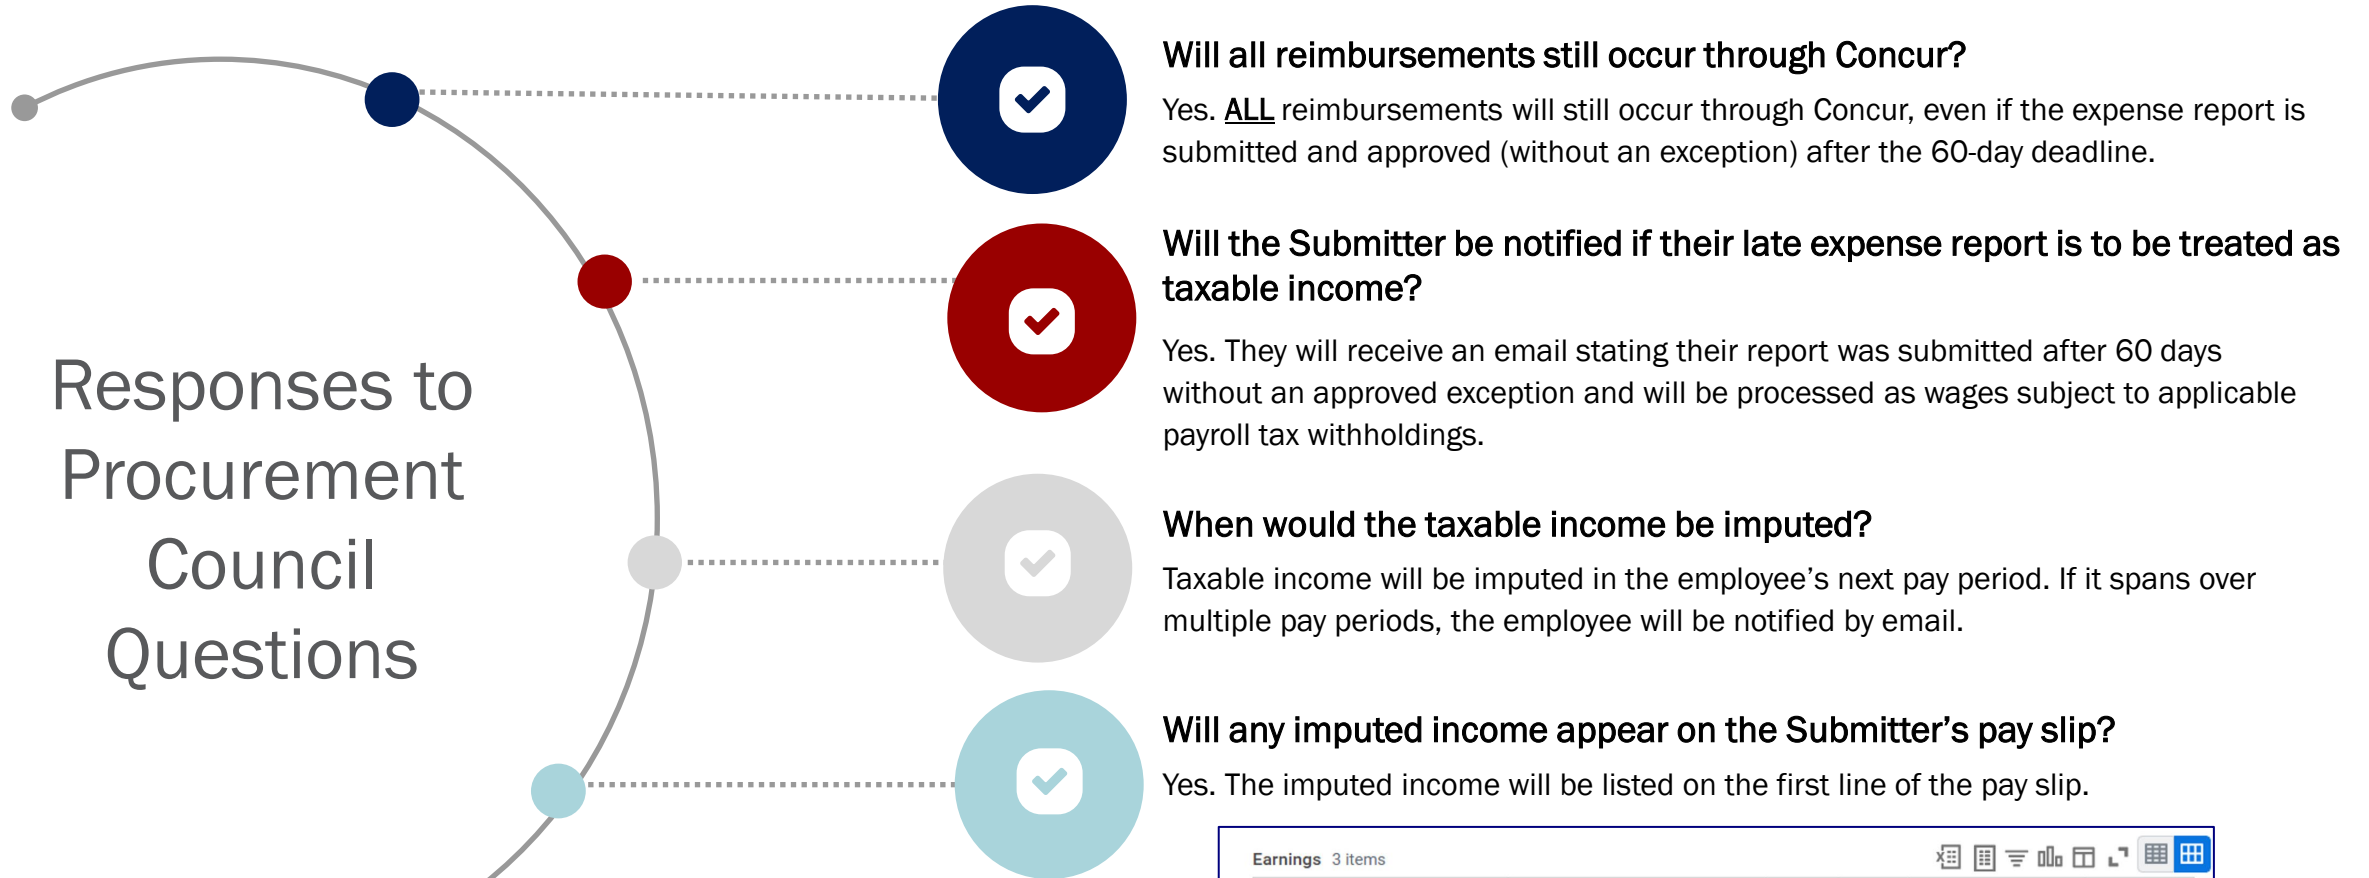 Responses to
Procurement
Council
Questions
Will all reimbursements still occur through Concur?
Yes. ALL reimbursements will still occur through Concur, even if the expense report is
submitted and approved (without an exception) after the 60-day deadline.
Will the Submitter be notified if their late expense report is to be treated as
taxable income?
Yes. They will receive an email stating their report was submitted after 60 days
without an approved exception and will be processed as wages subject to applicable
payroll tax withholdings.
When would the taxable income be imputed?
Taxable income will be imputed in the employee’s next pay period. If it spans over
multiple pay periods, the employee will be notified by email.
Will any imputed income appear on the Submitter’s pay slip?
Yes. The imputed income will be listed on the first line of the pay slip.
Earnings 3 items